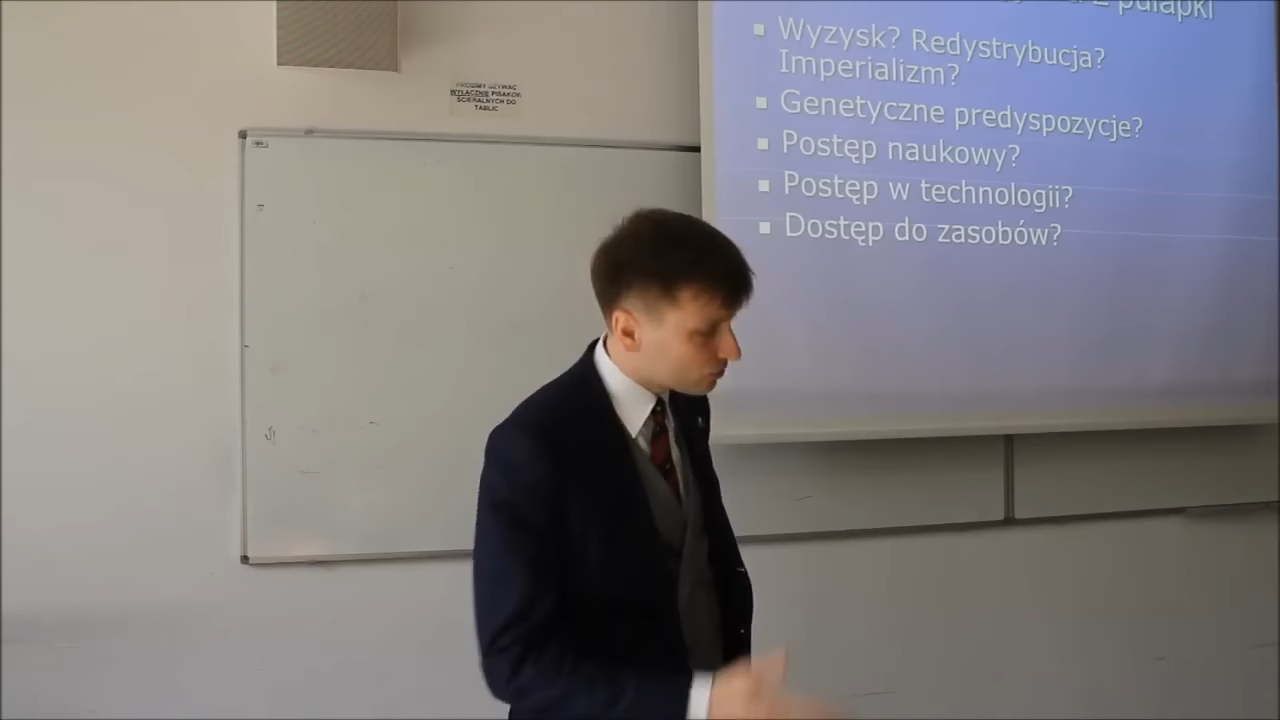 z pułapki
Wyzysk? Redystrybucja?
Imperializm?
Genetyczne predyspozycje?
Postęp naukowy?
Postęp w technologii?
Dostęp do zasobów?
PROSIMY UŻYWAĆ
WYŁĄCZNIE PISAKÓW
ŚCIERALNYCH DO
TABLIC